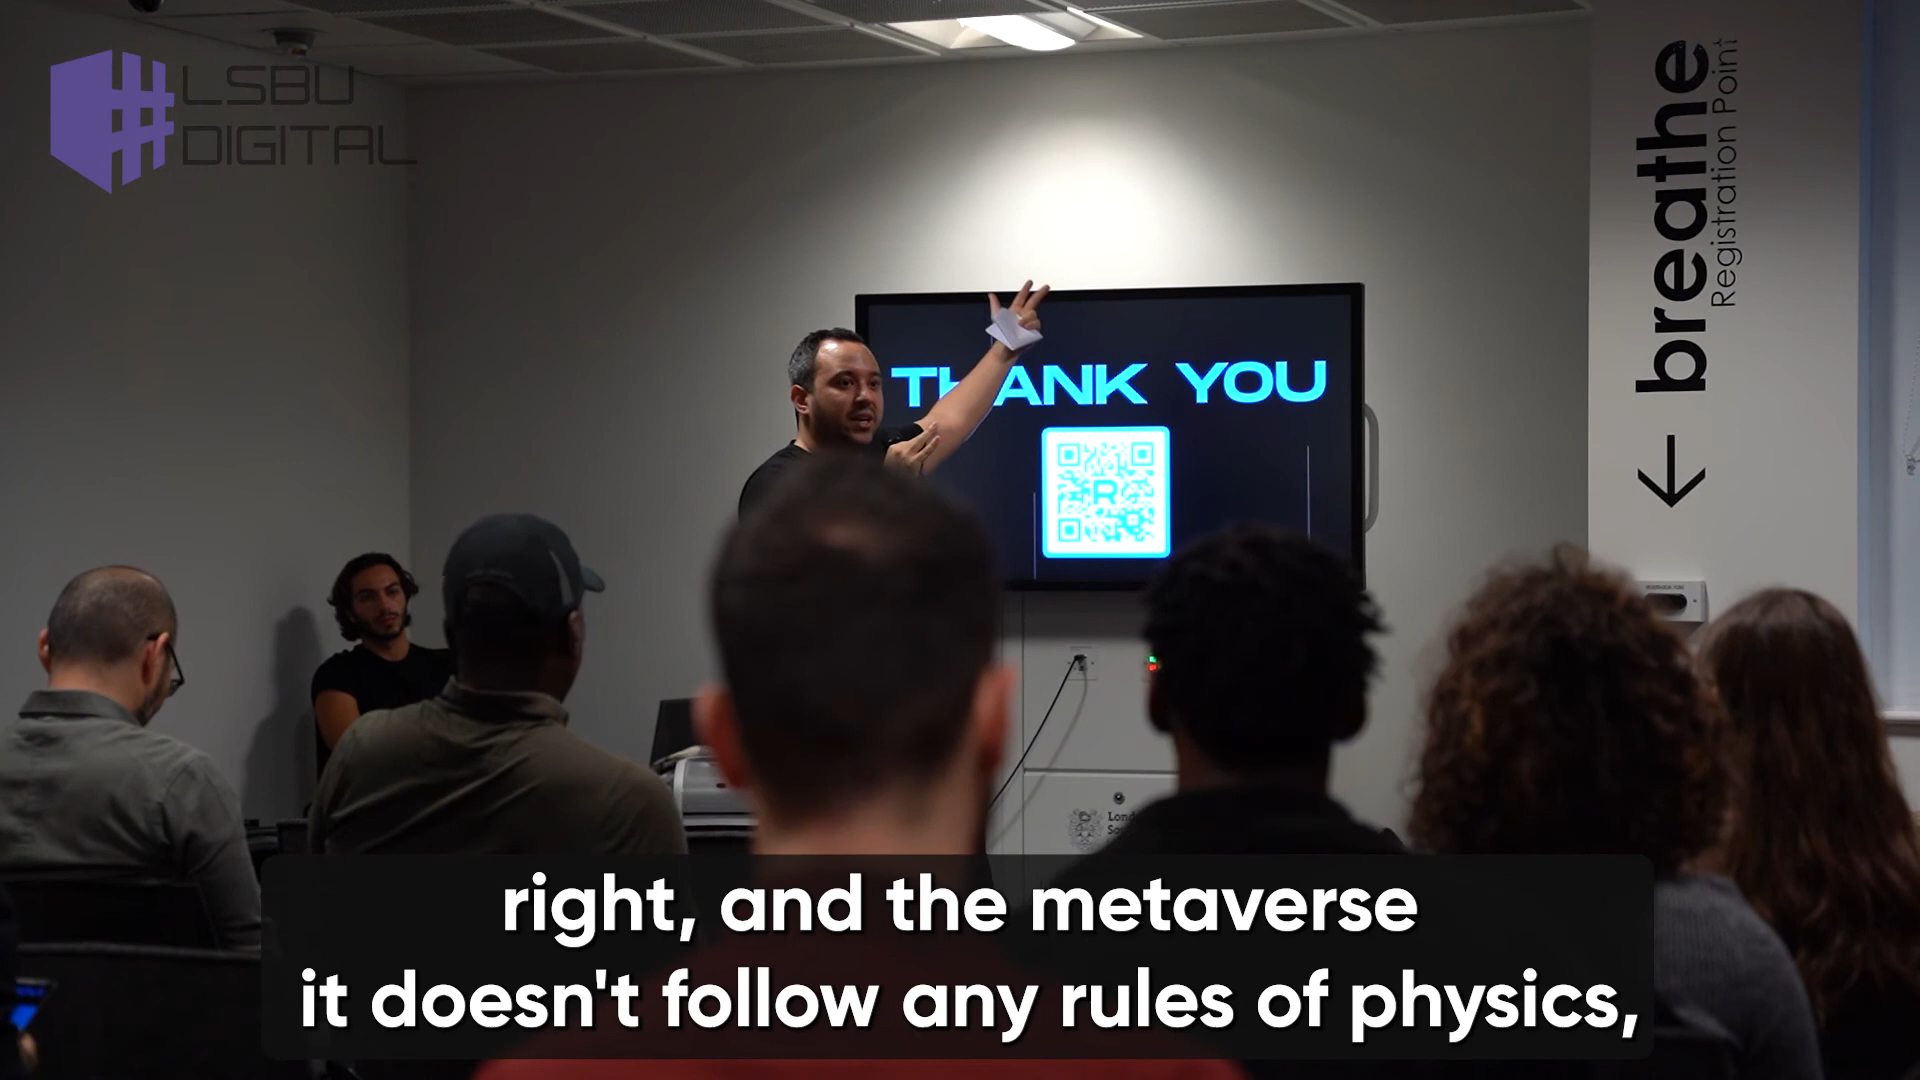 LSBU
DIGITAL
breathe
Registration Point
THANK YOU
R
right, and the metaverse
it doesn't follow any rules of physics,